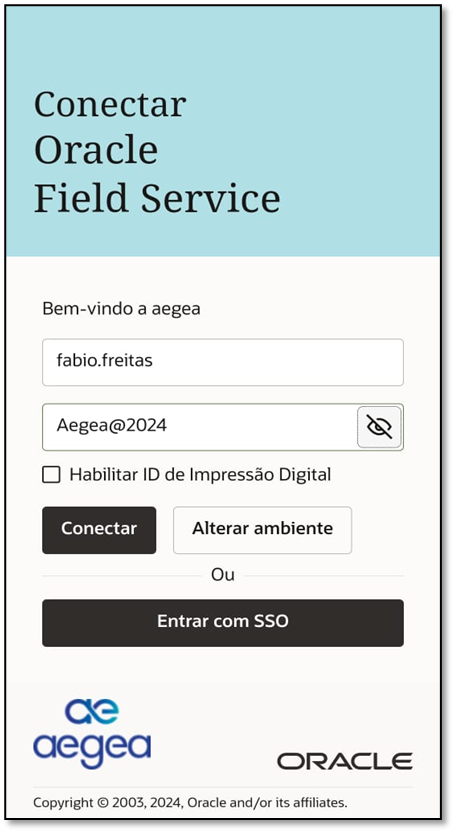 Conectar
Oracle
Field Service
Bem-vindo a aegea
fabio.freitas
Aegea@2024
Habilitar ID de Impressão Digital
Conectar
Alterar ambiente
Ou
Entrar com SSO
ae
aegea
ORACLE
Copyright © 2003, 2024, Oracle and/or its affiliates.